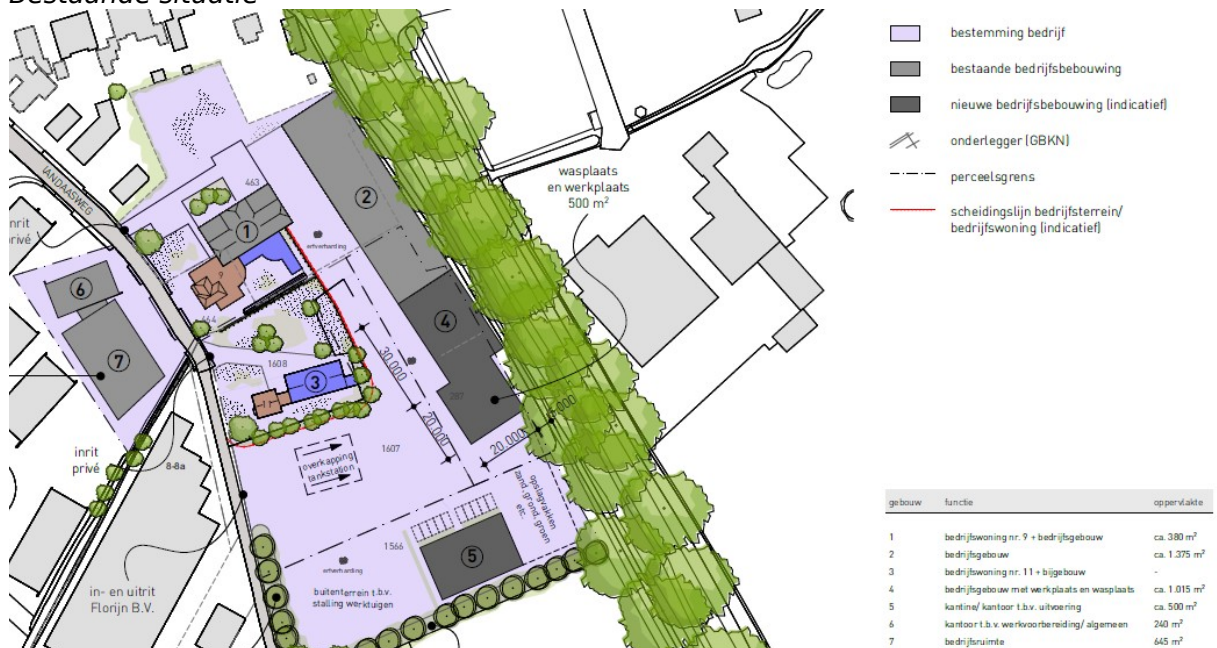 Bestaande situatie
bestemming bedrijf
bestaande bedrijfsbebouwing
nieuwe bedrijfsbebouwing (indicatief)
onderlegger (GBKN)
perceelsgrens
scheidingslijn bedrijfsterrein/
bedrijfswoning (indicatief)
wasplaats
en werkplaats
500 m²
VANDAASWEG
463
1
2
erfverharding
nrit
privé
6
7
464
4
1608
30.000
3
287
20.000
20.000
1607
overkapping
tankstation
inrit
privé
8-8a
opslagvakken
zand, grond, groen
etc.
1566
5
erfverharding
buitenterrein t.b.v.
stalling werktuigen
in- en uitrit
Florijn B.V.
gebouw functie oppervlakte
1 bedrijfswoning nr. 9 + bedrijfsgebouw ca. 380 m²
2 bedrijfsgebouw ca. 1.375 m²
3 bedrijfswoning nr. 11 + bijgebouw -
4 bedrijfsgebouw met werkplaats en wasplaats ca. 1.015 m²
5 kantine/ kantoor t.b.v. uitvoering ca. 500 m²
6 kantoor t.b.v. werkvoorbereiding/ algemeen 240 m²
7 bedrijfsruimte 645 m²